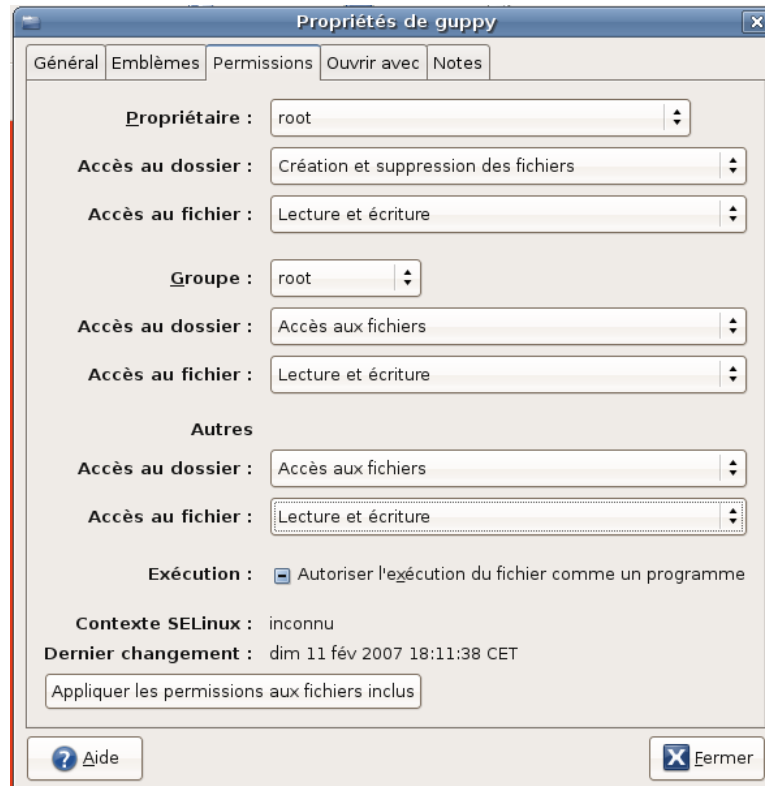 Propriétés de guppy
Général Emblèmes Permissions Ouvrir avec Notes
Propriétaire : root
Accès au dossier : Création et suppression des fichiers
Accès au fichier : Lecture et écriture
Groupe : root
Accès au dossier : Accès aux fichiers
Accès au fichier : Lecture et écriture
Autres
Accès au dossier : Accès aux fichiers
Accès au fichier : Lecture et écriture
Exécution : Autoriser l'exécution du fichier comme un programme
Contexte SELinux : inconnu
Dernier changement : dim 11 fév 2007 18:11:38 CET
Appliquer les permissions aux fichiers inclus
Aide Fermer